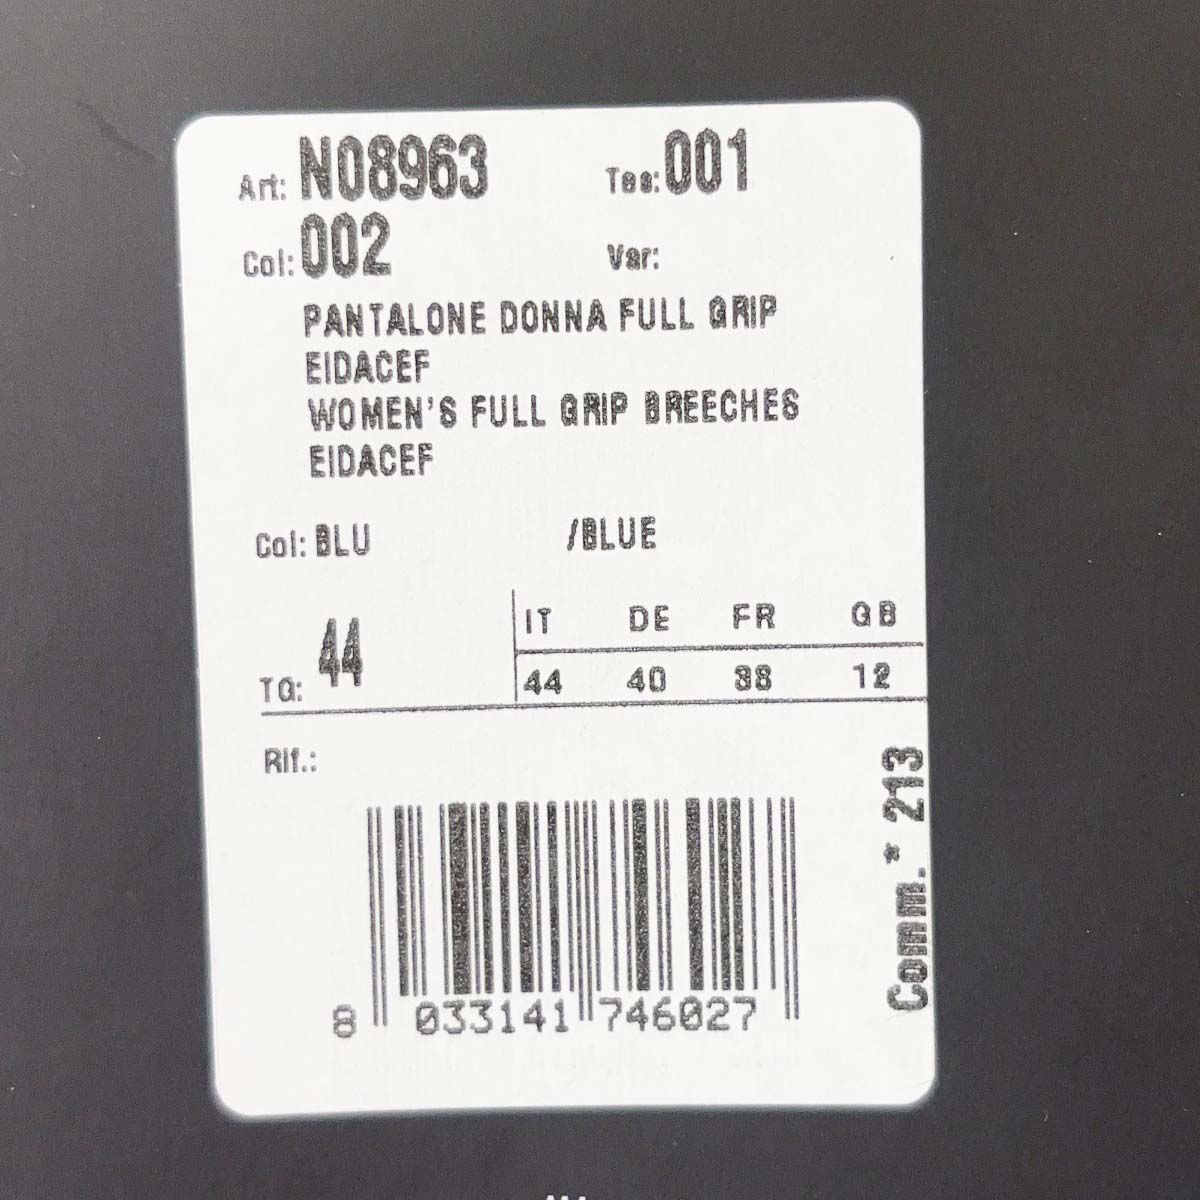 Art: N08963 Tes: 001
Col: 002 Var:
PANTALONE DONNA FULL GRIP
EIDACEF
WOMEN'S FULL GRIP BREECHES
EIDACEF
Col: BLU /BLUE
IT DE FR GB
TG: 44 44 40 38 12
Rif.:
Comm.* 213
8 033141 746027